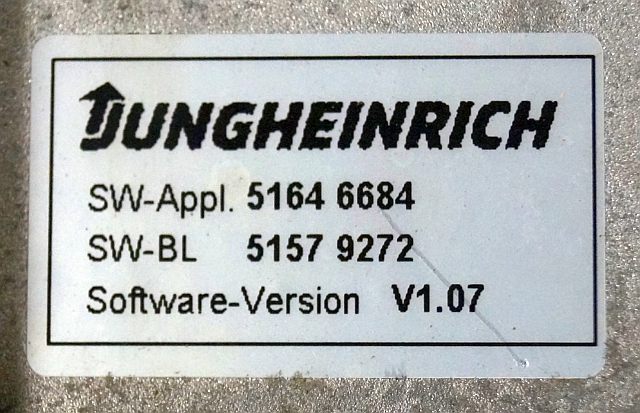 JUNGHEINRICH
SW-Appl. 5164 6684
SW-BL 5157 9272
Software-Version V1.07